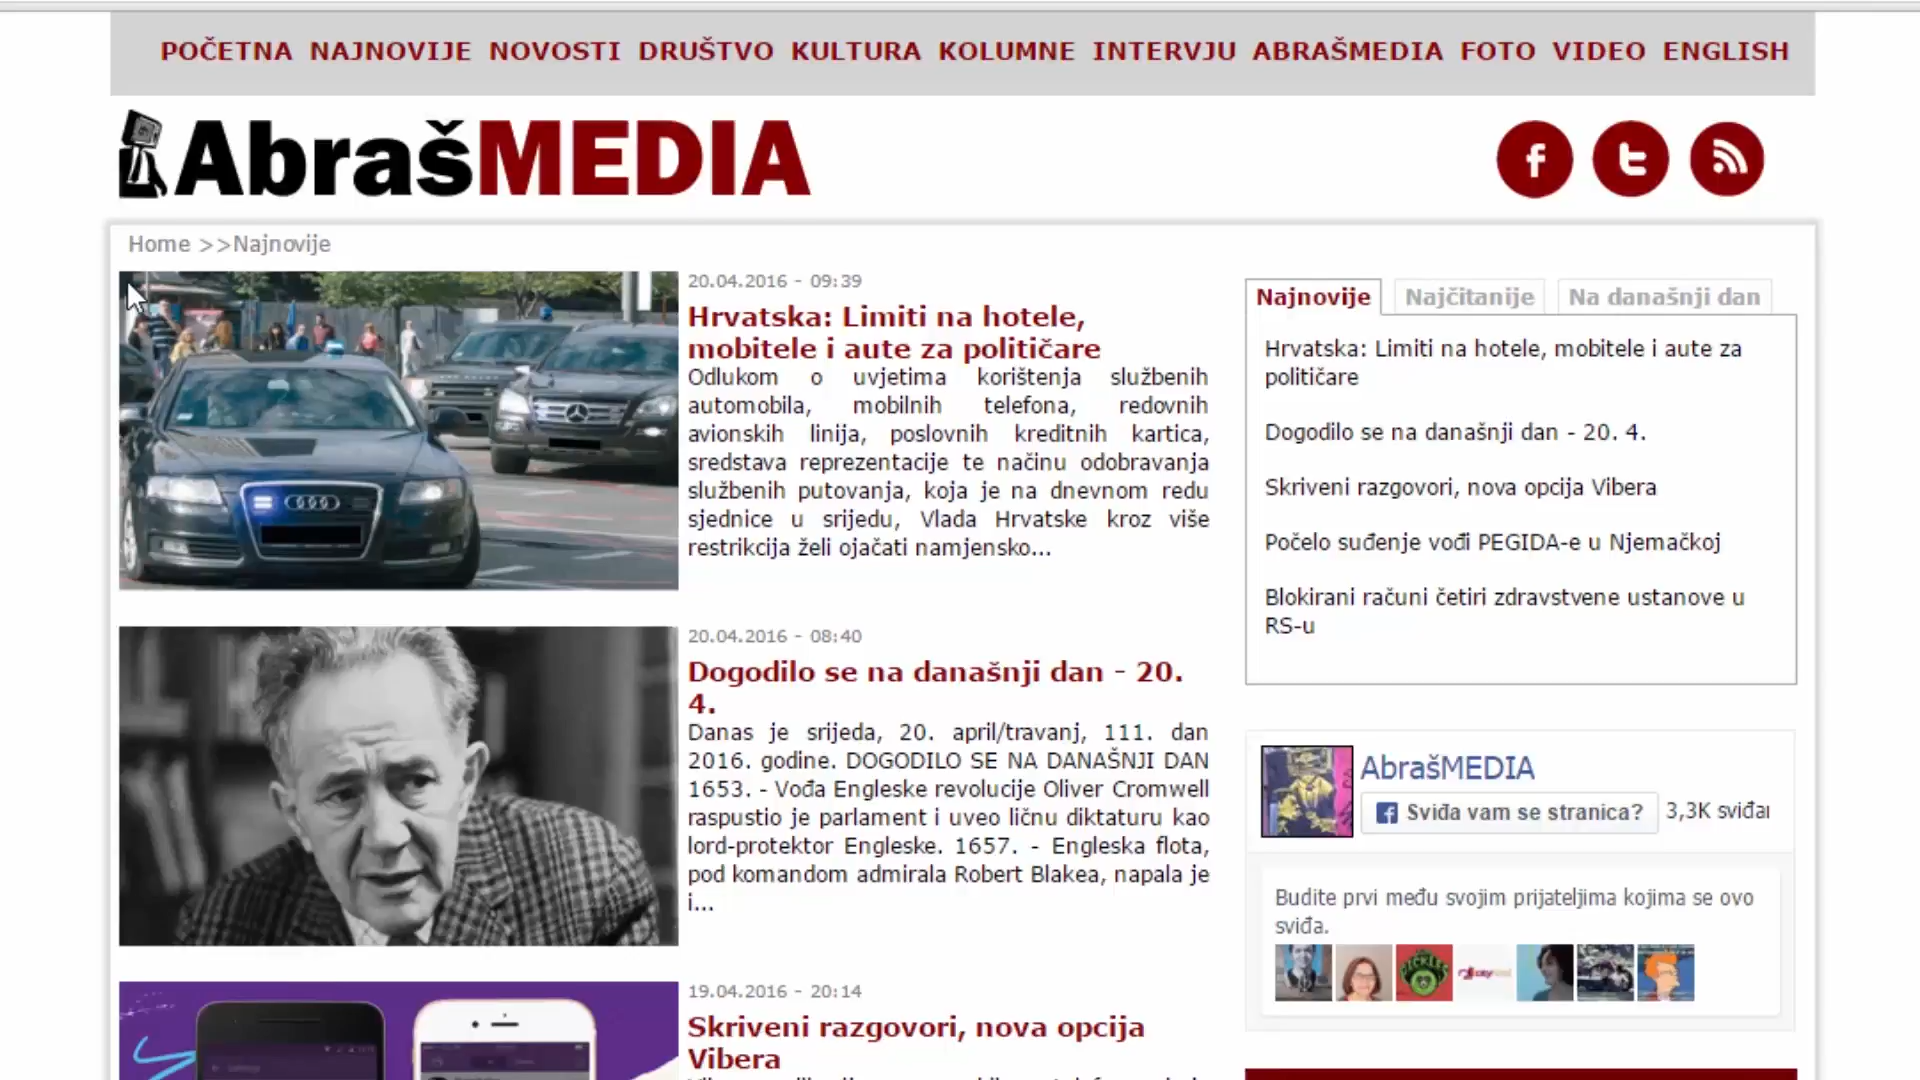 POČETNA NAJNOVIJE NOVOSTI DRUŠTVO KULTURA KOLUMNE INTERVJU ABRAŠMEDIA FOTO VIDEO ENGLISH
AbrašMEDIA
Home >>Najnovije
20.04.2016 - 09:39
Hrvatska: Limiti na hotele,
mobitele i aute za političare
Odlukom o uvjetima korištenja službenih
automobila, mobilnih telefona, redovnih
avionskih linija, poslovnih kreditnih kartica,
sredstava reprezentacije te načinu odobravanja
službenih putovanja, koja je na dnevnom redu
sjednice u srijedu, Vlada Hrvatske kroz više
restrikcija želi ojačati namjensko...
20.04.2016 - 08:40
Dogodilo se na današnji dan - 20.
4.
Danas je srijeda, 20. april/travanj, 111. dan
2016. godine. DOGODILO SE NA DANAŠNJI DAN
1653. - Vođa Engleske revolucije Oliver Cromwell
raspustio je parlament i uveo ličnu diktaturu kao
lord-protektor Engleske. 1657. - Engleska flota,
pod komandom admirala Robert Blakea, napala je
i...
19.04.2016 - 20:14
Skriveni razgovori, nova opcija
Vibera
Najnovije Najčitanije Na današnji dan
Hrvatska: Limiti na hotele, mobitele i aute za
političare
Dogodilo se na današnji dan - 20. 4.
Skriveni razgovori, nova opcija Vibera
Počelo suđenje vođi PEGIDA-e u Njemačkoj
Blokirani računi četiri zdravstvene ustanove u
RS-u
AbrašMEDIA
Sviđa vam se stranica? 3,3K
Budite prvi među svojim prijateljima kojima se ovo
sviđa.
PICKLES